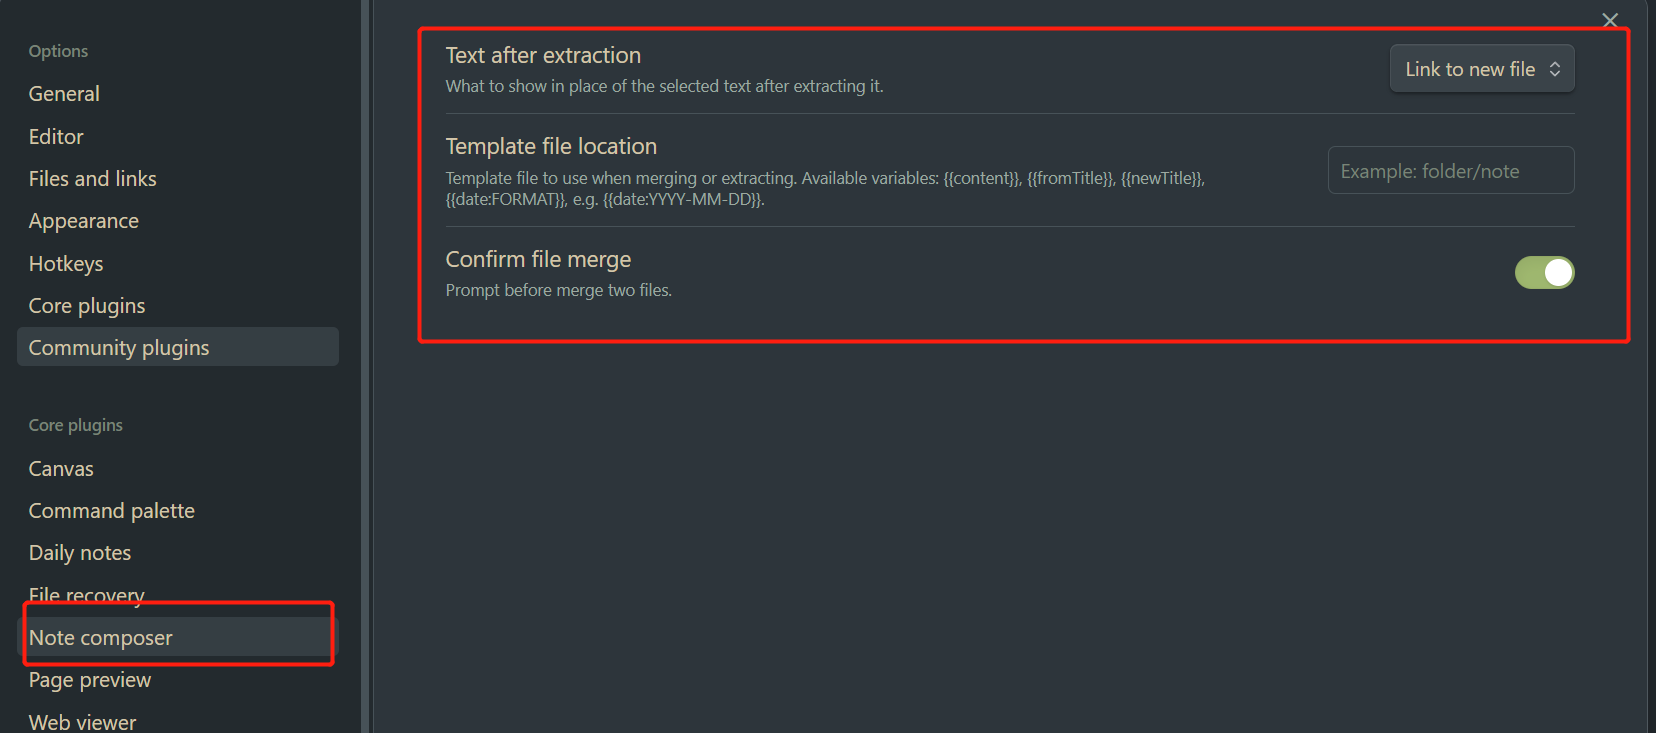 Options
General
Editor
Files and links
Appearance
Hotkeys
Core plugins
Community plugins
Core plugins
Canvas
Command palette
Daily notes
File recovery
Note composer
Page preview
Web viewer
Text after extraction
What to show in place of the selected text after extracting it.
Link to new file
Template file location
Template file to use when merging or extracting. Available variables: {{content}}, {{fromTitle}}, {{newTitle}},
{{date:FORMAT}}, e.g. {{date:YYYY-MM-DD}}.
Example: folder/note
Confirm file merge
Prompt before merge two files.